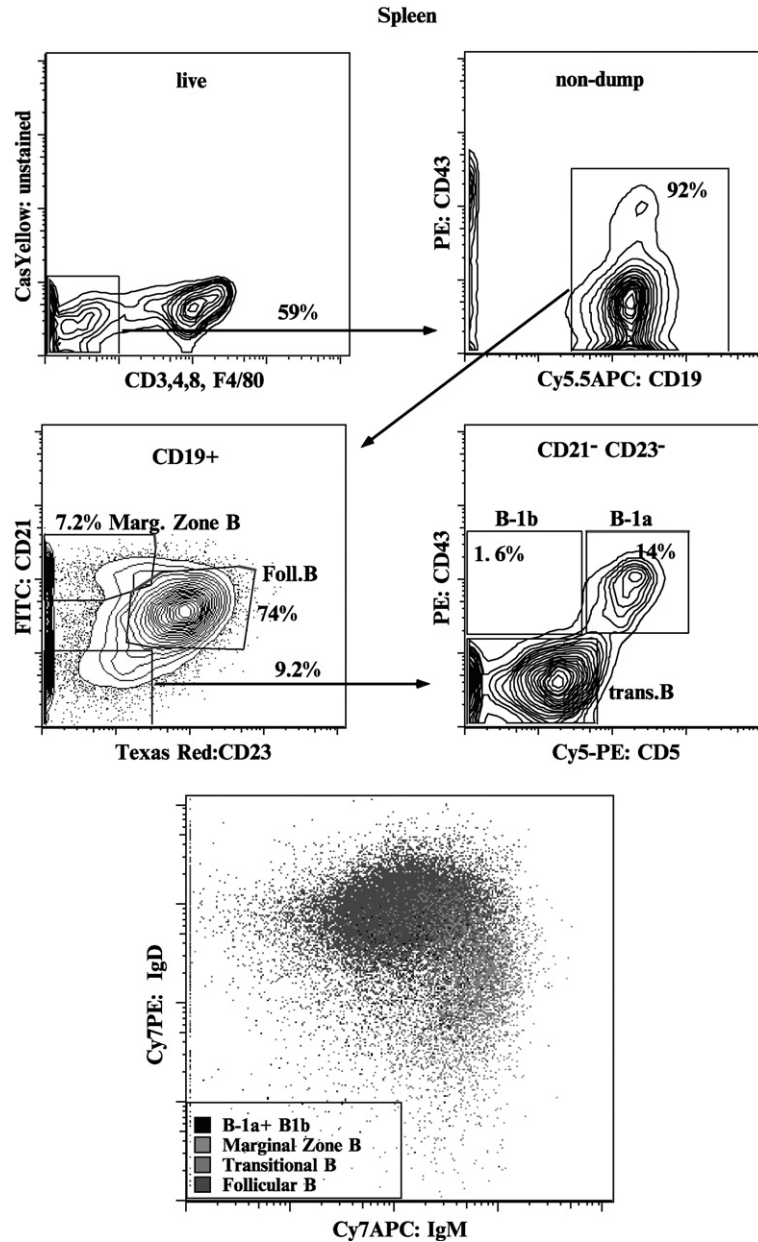 Spleen
live
CasYellow: unstained
59%
CD3,4,8, F4/80
non-dump
PE: CD43
92%
Cy5.5APC: CD19
CD19+
7.2% Marg. Zone B
FITC: CD21
Foll.B
74%
9.2%
Texas Red:CD23
CD21⁻ CD23⁻
B-1b
B-1a
PE: CD43
1. 6%
14%
trans.B
Cy5-PE: CD5
Cy7PE: IgD
B-1a+ B1b
Marginal Zone B
Transitional B
Follicular B
Cy7APC: IgM